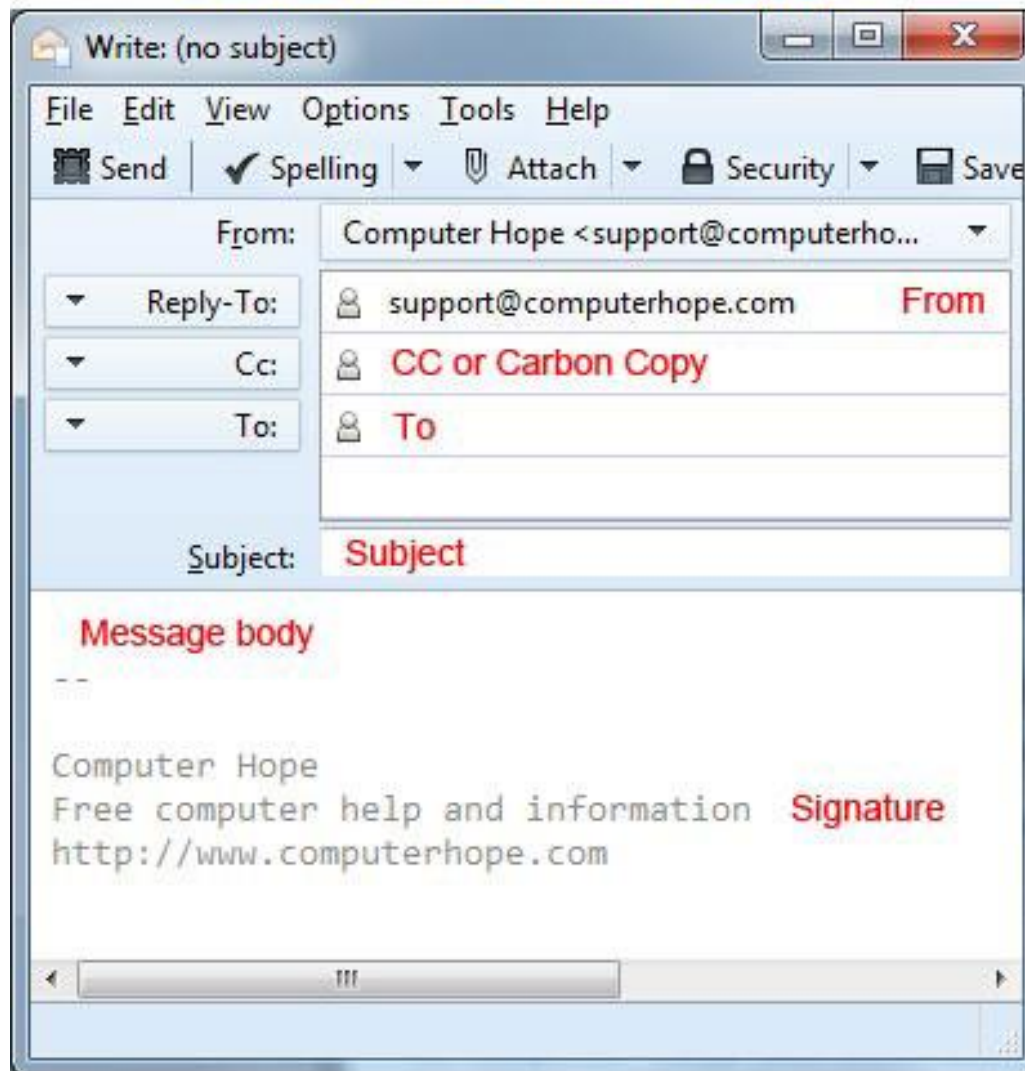 Write: (no subject)
File Edit View Options Tools Help
Send Spelling Attach Security Save
From: Computer Hope <support@computerho...
Reply-To: support@computerhope.com From
Cc: CC or Carbon Copy
To: To
Subject: Subject
Message body
--
Computer Hope
Free computer help and information Signature
http://www.computerhope.com